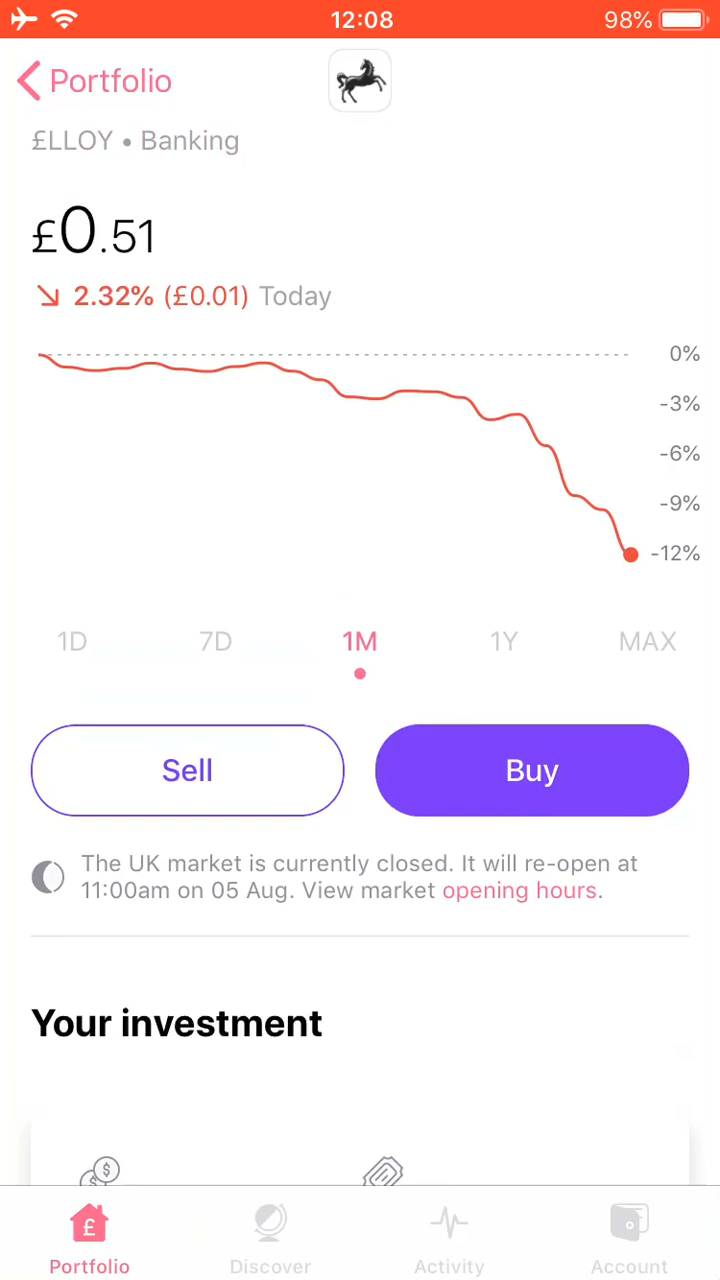 12:08
98%
Portfolio
£LLOY • Banking
£0.51
2.32% (£0.01) Today
0%
-3%
-6%
-9%
-12%
1D 7D 1M 1Y MAX
Sell Buy
The UK market is currently closed. It will re-open at
11:00am on 05 Aug. View market opening hours.
Your investment
Portfolio Discover Activity Account